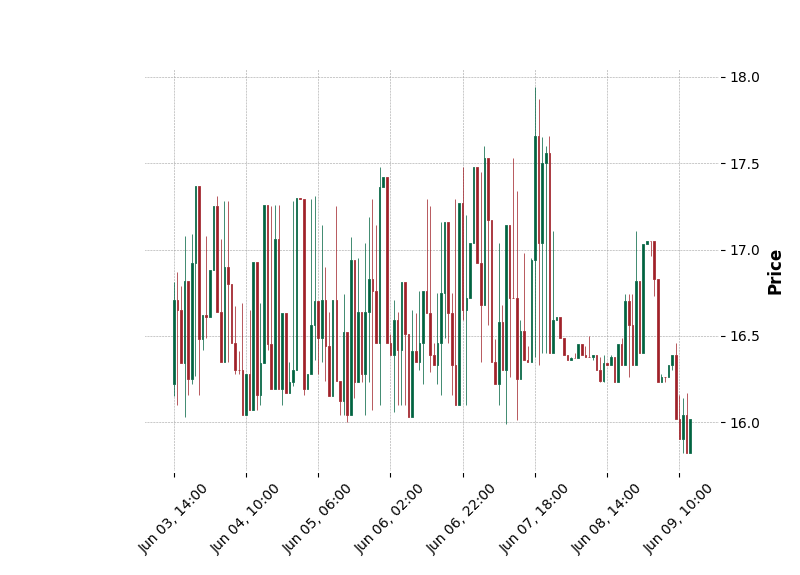 18.0
17.5
17.0
16.5
16.0
Price
Jun 03, 14:00
Jun 04, 10:00
Jun 05, 06:00
Jun 06, 02:00
Jun 06, 22:00
Jun 07, 18:00
Jun 08, 14:00
Jun 09, 10:00